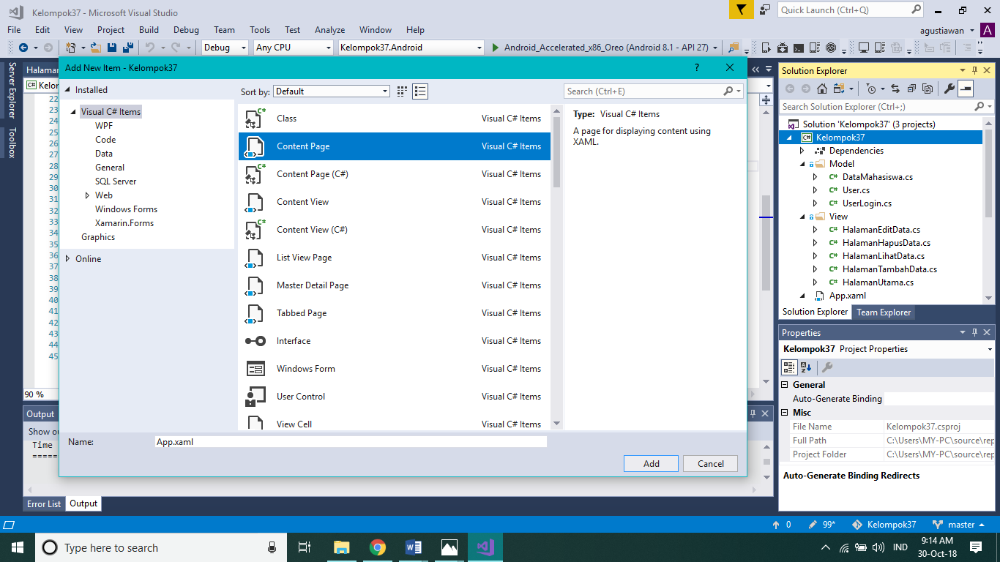 Kelompok37 - Microsoft Visual Studio
Quick Launch (Ctrl+Q)
File Edit View Project Build Debug Team Tools Test Analyze Window Help
agustiawan A
Debug Any CPU Kelompok37.Android Android_Accelerated_x86_Oreo (Android 8.1 - API 27)
Server Explorer
Toolbox
Add New Item - Kelompok37
Installed
Visual C# Items
WPF
Code
Data
General
SQL Server
Web
Windows Forms
Xamarin.Forms
Graphics
Online
Sort by: Default
Search (Ctrl+E)
Class Visual C# Items
Content Page Visual C# Items
Content Page (C#) Visual C# Items
Content View Visual C# Items
Content View (C#) Visual C# Items
List View Page Visual C# Items
Master Detail Page Visual C# Items
Tabbed Page Visual C# Items
Interface Visual C# Items
Windows Form Visual C# Items
User Control Visual C# Items
View Cell Visual C# Items
Type: Visual C# Items
A page for displaying content using
XAML.
Name: App.xaml
Add Cancel
22
23
24
25
26
27
28
29
30
31
32
33
34
35
36
37
38
39
40
41
42
43
44
45
90 %
Output
Time
Error List Output
Solution Explorer
Search Solution Explorer (Ctrl+;)
Solution 'Kelompok37' (3 projects)
Kelompok37
Dependencies
Model
DataMahasiswa.cs
User.cs
UserLogin.cs
View
HalamanEditData.cs
HalamanHapusData.cs
HalamanLihatData.cs
HalamanTambahData.cs
HalamanUtama.cs
App.xaml
Solution Explorer Team Explorer
Properties
Kelompok37 Project Properties
General
Auto-Generate Binding
Misc
File Name Kelompok37.csproj
Full Path C:\Users\MY-PC\source\rep
Project Folder C:\Users\MY-PC\source\rep
Auto-Generate Binding Redirects
0 99* Kelompok37 master
Type here to search
IND
9:14 AM
30-Oct-18